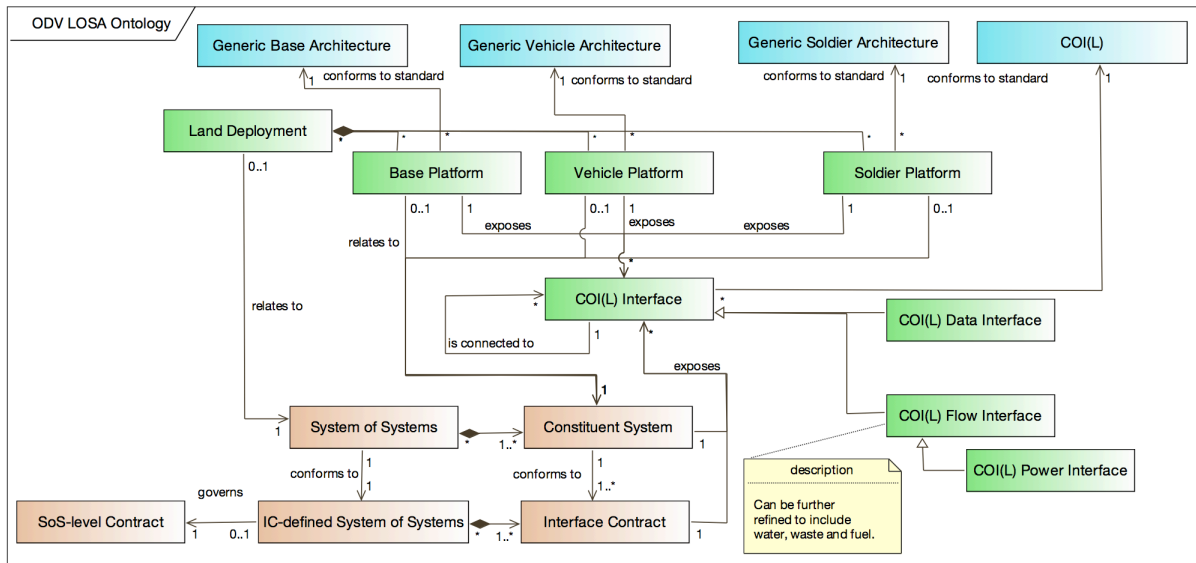 ODV LOSA Ontology
Generic Base Architecture
Generic Vehicle Architecture
Generic Soldier Architecture
COI(L)
1
conforms to standard
1
conforms to standard
conforms to standard
1
conforms to standard
1
Land Deployment
*
*
*
*
*
*
*
0..1
Base Platform
Vehicle Platform
Soldier Platform
0..1
1
0..1
1
1
0..1
exposes
exposes
exposes
relates to
*
COI(L) Interface
*
*
relates to
1
is connected to
*
COI(L) Data Interface
exposes
1
COI(L) Flow Interface
System of Systems
Constituent System
1
*
1..*
1
COI(L) Power Interface
1
1
conforms to
conforms to
1
1..*
description
Can be further
refined to include
water, waste and fuel.
governs
SoS-level Contract
IC-defined System of Systems
Interface Contract
1
0..1
*
1..*
1